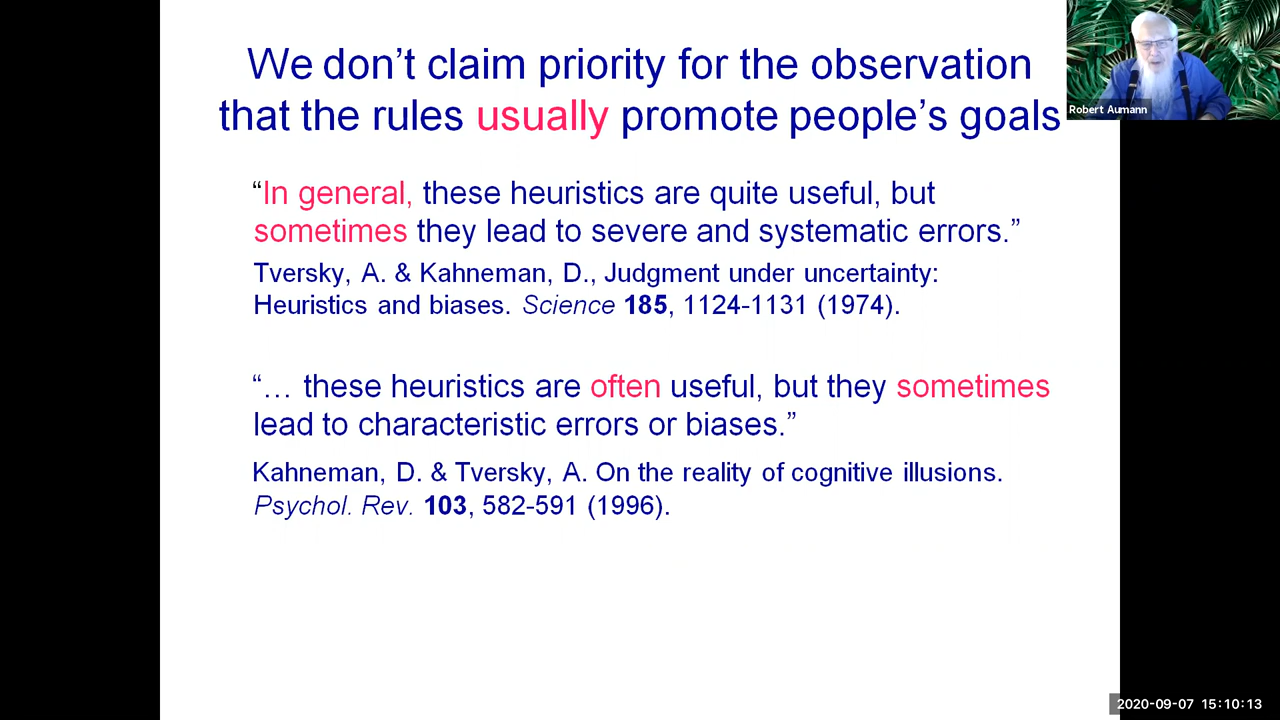 We don’t claim priority for the observation
that the rules usually promote people’s goals
Robert Aumann
“In general, these heuristics are quite useful, but
sometimes they lead to severe and systematic errors.”
Tversky, A. & Kahneman, D., Judgment under uncertainty:
Heuristics and biases. Science 185, 1124-1131 (1974).
“… these heuristics are often useful, but they sometimes
lead to characteristic errors or biases.”
Kahneman, D. & Tversky, A. On the reality of cognitive illusions.
Psychol. Rev. 103, 582-591 (1996).
2020-09-07 15:10:13